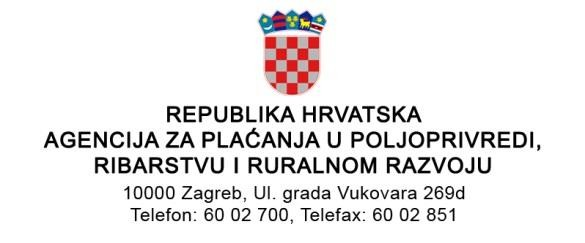 REPUBLIKA HRVATSKA
AGENCIJA ZA PLAĆANJA U POLJOPRIVREDI,
RIBARSTVU I RURALNOM RAZVOJU
10000 Zagreb, Ul. grada Vukovara 269d
Telefon: 60 02 700, Telefax: 60 02 851